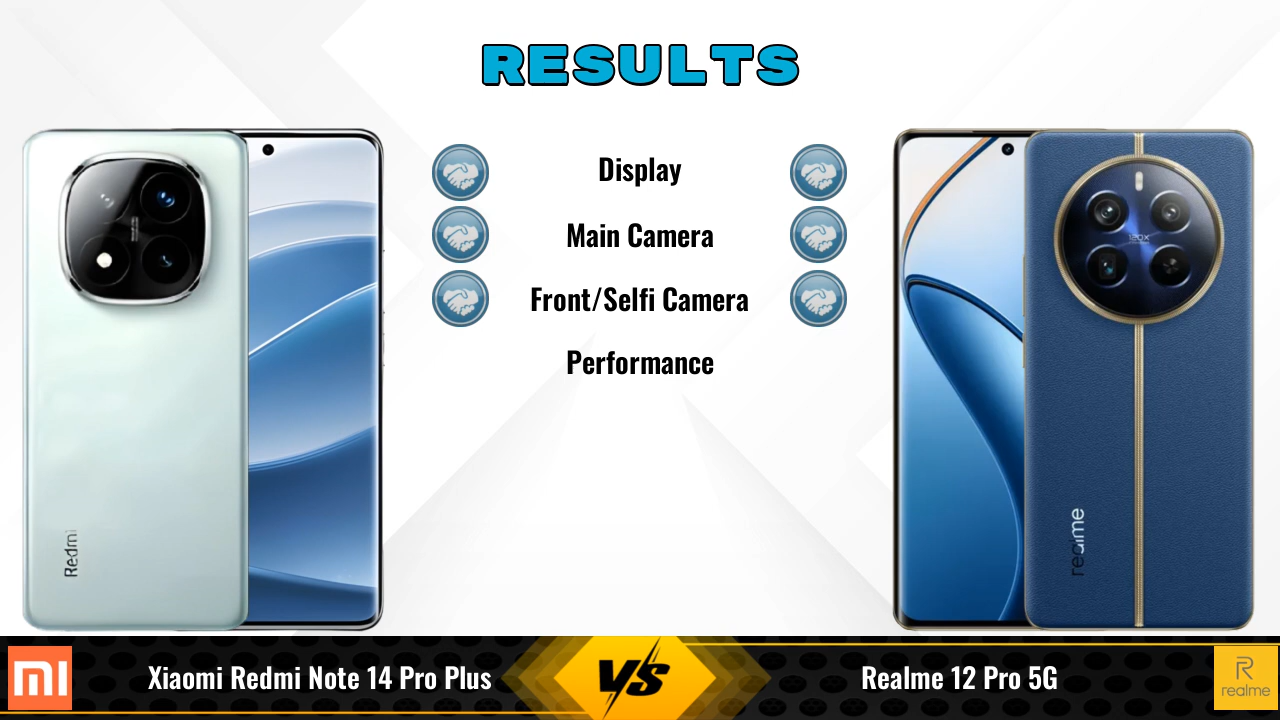 RESULTS
Display
Main Camera
Front/Selfi Camera
Performance
120X
Redmi
realme
Xiaomi Redmi Note 14 Pro Plus
VS
Realme 12 Pro 5G
realme